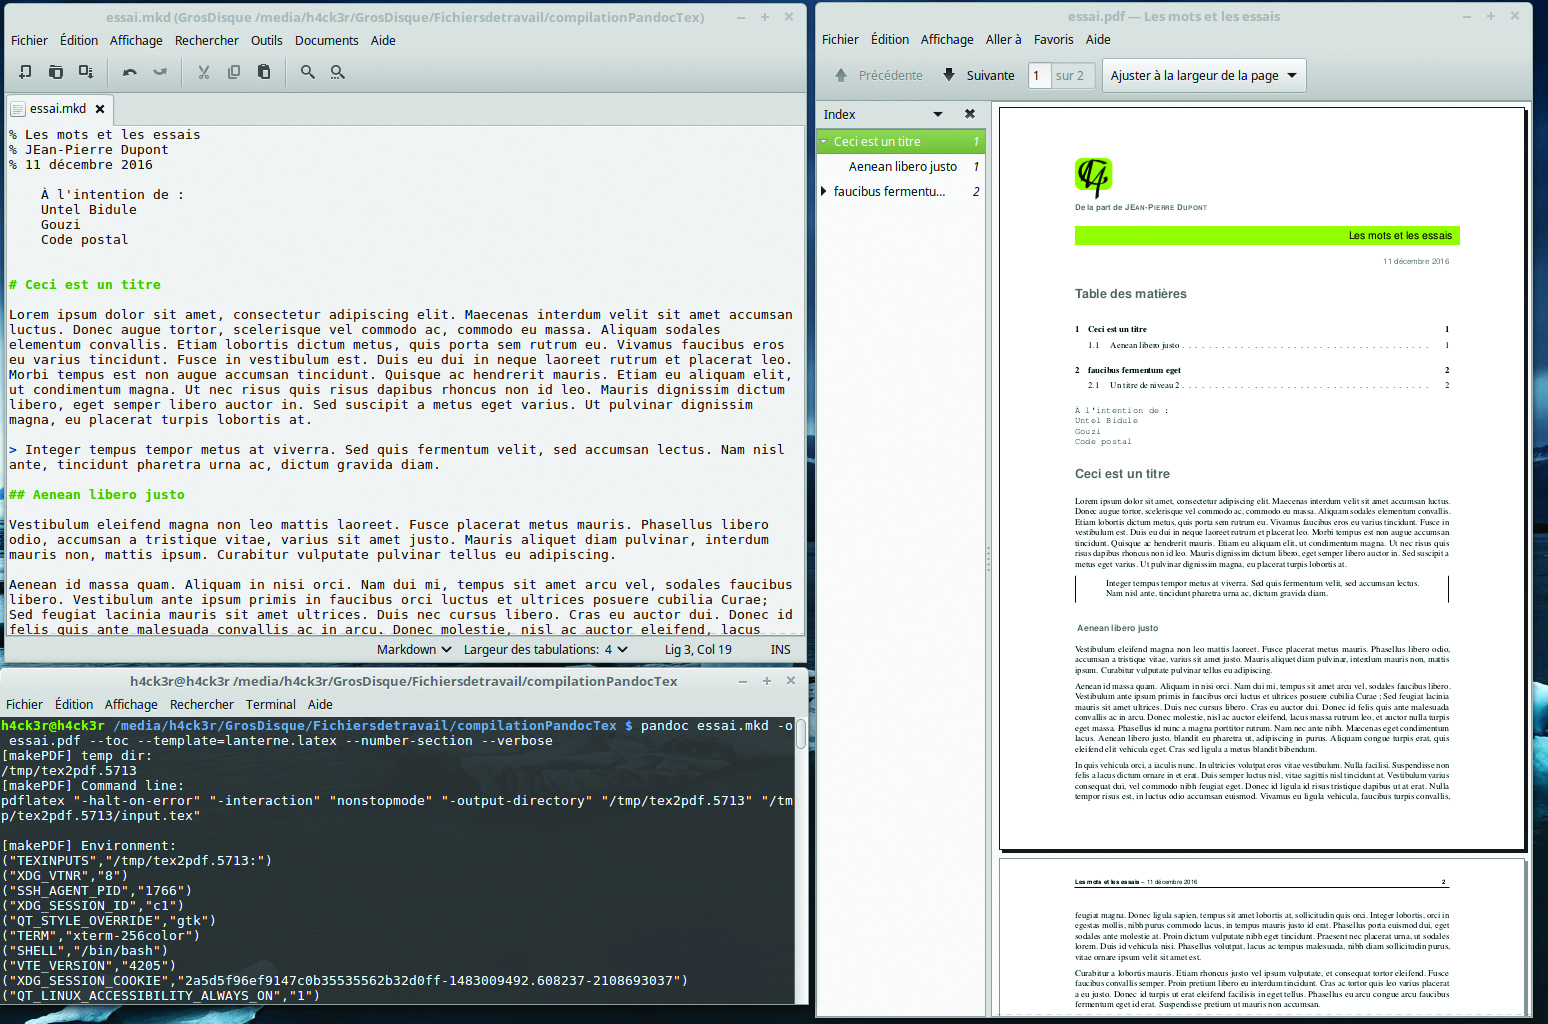 essai.mkd (GrosDisque /media/h4ck3r/GrosDisque/Fichiersdetravail/compilationPandocTex)
Fichier Édition Affichage Rechercher Outils Documents Aide
essai.mkd
% Les mots et les essais
% JEan-Pierre Dupont
% 11 décembre 2016
À l'intention de :
Untel Bidule
Gouzi
Code postal
# Ceci est un titre
Lorem ipsum dolor sit amet, consectetur adipiscing elit. Maecenas interdum velit sit amet accumsan
luctus. Donec augue tortor, scelerisque vel commodo ac, commodo eu massa. Aliquam sodales
elementum convallis. Etiam lobortis dictum metus, quis porta sem rutrum eu. Vivamus faucibus eros
eu varius tincidunt. Fusce in vestibulum est. Duis eu dui in neque laoreet rutrum et placerat leo.
Morbi tempus est non augue accumsan tincidunt. Quisque ac hendrerit mauris. Etiam eu aliquam elit,
ut condimentum magna. Ut nec risus quis risus dapibus rhoncus non id leo. Mauris dignissim dictum
libero, eget semper libero auctor in. Sed suscipit a metus eget varius. Ut pulvinar dignissim
magna, eu placerat turpis lobortis at.
> Integer tempus tempor metus at viverra. Sed quis fermentum velit, sed accumsan lectus. Nam nisl
ante, tincidunt pharetra urna ac, dictum gravida diam.
## Aenean libero justo
Vestibulum eleifend magna non leo mattis laoreet. Fusce placerat metus mauris. Phasellus libero
odio, accumsan a tristique vitae, varius sit amet justo. Mauris aliquet diam pulvinar, interdum
mauris non, mattis ipsum. Curabitur vulputate pulvinar tellus eu adipiscing.
Aenean id massa quam. Aliquam in nisi orci. Nam dui mi, tempus sit amet arcu vel, sodales faucibus
libero. Vestibulum ante ipsum primis in faucibus orci luctus et ultrices posuere cubilia Curae;
Sed feugiat lacinia mauris sit amet ultrices. Duis nec cursus libero. Cras eu auctor dui. Donec id
felis quis ante malesuada convallis ac in arcu. Donec molestie, nisl ac auctor eleifend, lacus
Markdown Largeur des tabulations: 4 Lig 3, Col 19 INS
h4ck3r@h4ck3r /media/h4ck3r/GrosDisque/Fichiersdetravail/compilationPandocTex
Fichier Édition Affichage Rechercher Terminal Aide
h4ck3r@h4ck3r /media/h4ck3r/GrosDisque/Fichiersdetravail/compilationPandocTex $ pandoc essai.mkd -o
essai.pdf --toc --template=lanterne.latex --number-section --verbose
[makePDF] temp dir:
/tmp/tex2pdf.5713
[makePDF] Command line:
pdflatex "-halt-on-error" "-interaction" "nonstopmode" "-output-directory" "/tmp/tex2pdf.5713" "/tm
p/tex2pdf.5713/input.tex"
[makePDF] Environment:
("TEXINPUTS","/tmp/tex2pdf.5713:")
("XDG_VTNR","8")
("SSH_AGENT_PID","1766")
("XDG_SESSION_ID","c1")
("QT_STYLE_OVERRIDE","gtk")
("TERM","xterm-256color")
("SHELL","/bin/bash")
("VTE_VERSION","4205")
("XDG_SESSION_COOKIE","2a5d5f96ef9147c0b35535562b32d0ff-1483009492.608237-2108693037")
("QT_LINUX_ACCESSIBILITY_ALWAYS_ON","1")
essai.pdf — Les mots et les essais
Fichier Édition Affichage Aller à Favoris Aide
Précédente Suivante 1 sur 2 Ajuster à la largeur de la page
Index
Ceci est un titre 1
Aenean libero justo 1
faucibus fermentu... 2
De la part de JEan-Pierre Dupont
Les mots et les essais
11 décembre 2016
Table des matières
1 Ceci est un titre 1
1.1 Aenean libero justo . . . . . . . . . . . . . . . . . . . . . . . . . . . . . . . . . . . . . . 1
2 faucibus fermentum eget 2
2.1 Un titre de niveau 2 . . . . . . . . . . . . . . . . . . . . . . . . . . . . . . . . . . . . . . 2
À l'intention de :
Untel Bidule
Gouzi
Code postal
Ceci est un titre
Lorem ipsum dolor sit amet, consectetur adipiscing elit. Maecenas interdum velit sit amet accumsan luctus.
Donec augue tortor, scelerisque vel commodo ac, commodo eu massa. Aliquam sodales elementum convallis.
Etiam lobortis dictum metus, quis porta sem rutrum eu. Vivamus faucibus eros eu varius tincidunt. Fusce in
vestibulum est. Duis eu dui in neque laoreet rutrum et placerat leo. Morbi tempus est non augue accumsan
tincidunt. Quisque ac hendrerit mauris. Etiam eu aliquam elit, ut condimentum magna. Ut nec risus quis
risus dapibus rhoncus non id leo. Mauris dignissim dictum libero, eget semper libero auctor in. Sed suscipit a
metus eget varius. Ut pulvinar dignissim magna, eu placerat turpis lobortis at.
Integer tempus tempor metus at viverra. Sed quis fermentum velit, sed accumsan lectus.
Nam nisl ante, tincidunt pharetra urna ac, dictum gravida diam.
Aenean libero justo
Vestibulum eleifend magna non leo mattis laoreet. Fusce placerat metus mauris. Phasellus libero odio,
accumsan a tristique vitae, varius sit amet justo. Mauris aliquet diam pulvinar, interdum mauris non, mattis
ipsum. Curabitur vulputate pulvinar tellus eu adipiscing.
Aenean id massa quam. Aliquam in nisi orci. Nam dui mi, tempus sit amet arcu vel, sodales faucibus libero.
Vestibulum ante ipsum primis in faucibus orci luctus et ultrices posuere cubilia Curae ; Sed feugiat lacinia
mauris sit amet ultrices. Duis nec cursus libero. Cras eu auctor dui. Donec id felis quis ante malesuada
convallis ac in arcu. Donec molestie, nisl ac auctor eleifend, lacus massa rutrum leo, et auctor nulla turpis
eget massa. Phasellus id nunc a magna porttitor rutrum. Nam nec ante nibh. Maecenas eget condimentum
lacus. Aenean libero justo, blandit eu pharetra ut, adipiscing in purus. Aliquam congue turpis erat, quis
eleifend elit vehicula eget. Cras sed ligula a metus blandit bibendum.
In quis vehicula orci, a iaculis nunc. In ultricies volutpat eros vitae vestibulum. Nulla facilisi. Suspendisse non
felis a lacus dictum ornare in et erat. Duis semper luctus nisl, vitae sagittis nisl tincidunt at. Vestibulum varius
consequat dui, vel commodo nibh feugiat eget. Donec id ligula id risus tristique dapibus ut at erat. Nulla
tempor risus est, in luctus odio accumsan euismod. Vivamus eu ligula vehicula, faucibus turpis convallis,
Les mots et les essais – 11 décembre 2016 2
feugiat magna. Donec ligula sapien, tempus sit amet lobortis at, sollicitudin quis orci. Integer lobortis, orci in
egestas mollis, nibh purus commodo lacus, in tempus mauris justo id erat. Phasellus porta euismod dui, eget
sodales ante molestie at. Proin dictum vulputate nibh eget tincidunt. Praesent nec placerat urna, ut sodales
lorem. Duis id vehicula nisi. Phasellus volutpat, lacus ac tempus malesuada, nibh diam sollicitudin purus,
vitae ornare ipsum velit sit amet est.
Curabitur a lobortis mauris. Etiam rhoncus justo vel ipsum vulputate, et consequat tortor eleifend. Fusce
faucibus convallis semper. Proin pretium libero eu interdum tincidunt. Cras ac tortor quis leo varius placerat
a eu justo. Donec id turpis ut erat eleifend facilisis in eget tellus. Phasellus eu arcu congue arcu faucibus
fermentum eget id erat. Suspendisse pretium ut mauris non accumsan.